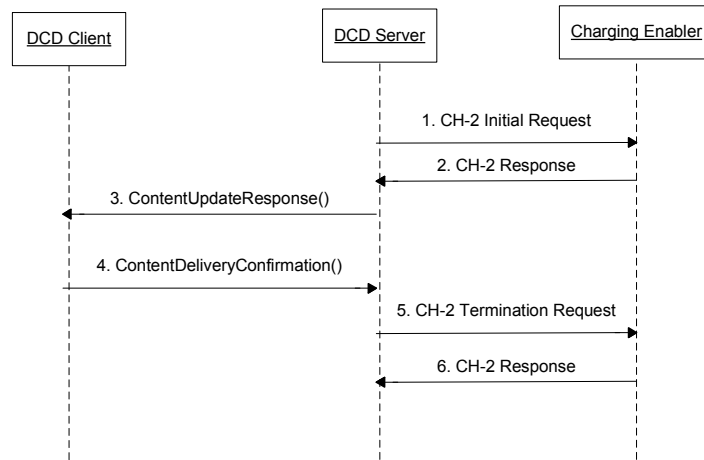 DCD Client
DCD Server
Charging Enabler
1. CH-2 Initial Request
2. CH-2 Response
3. ContentUpdateResponse()
4. ContentDeliveryConfirmation()
5. CH-2 Termination Request
6. CH-2 Response